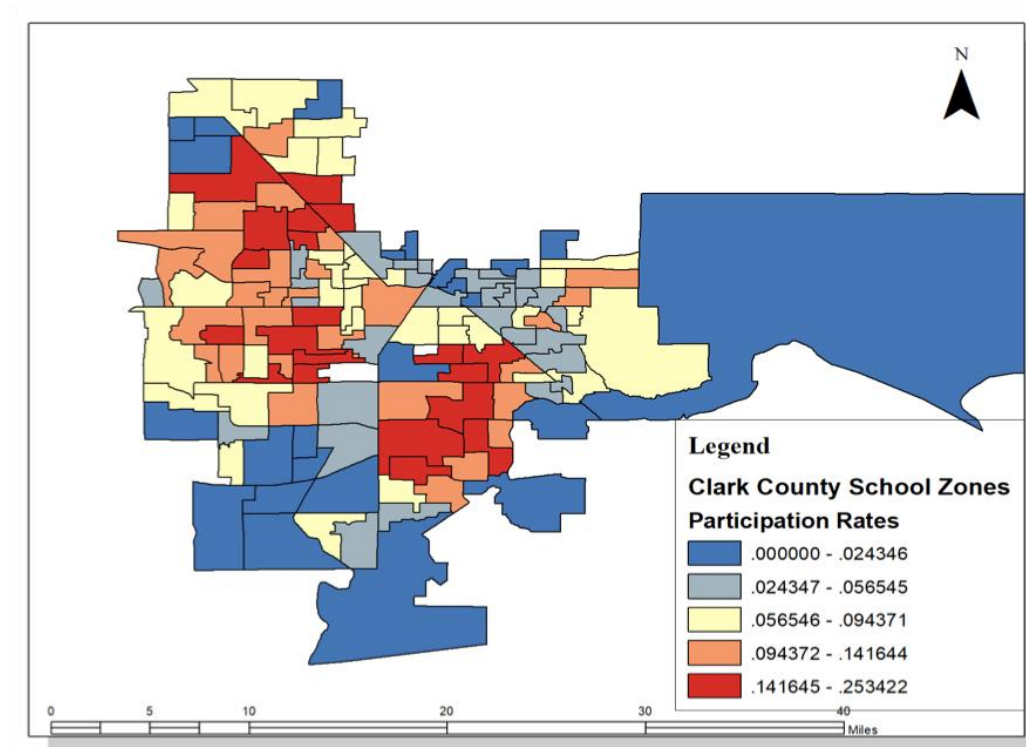 N
Legend
Clark County School Zones
Participation Rates
.000000 - .024346
.024347 - .056545
.056546 - .094371
.094372 - .141644
.141645 - .253422
0 5 10 20 30 40
Miles